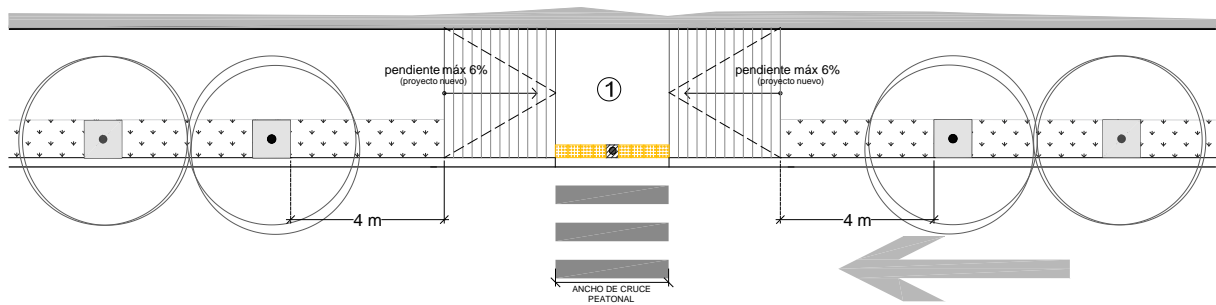 pendiente máx 6%
(proyecto nuevo)
1
pendiente máx 6%
(proyecto nuevo)
4 m
4 m
ANCHO DE CRUCE
PEATONAL